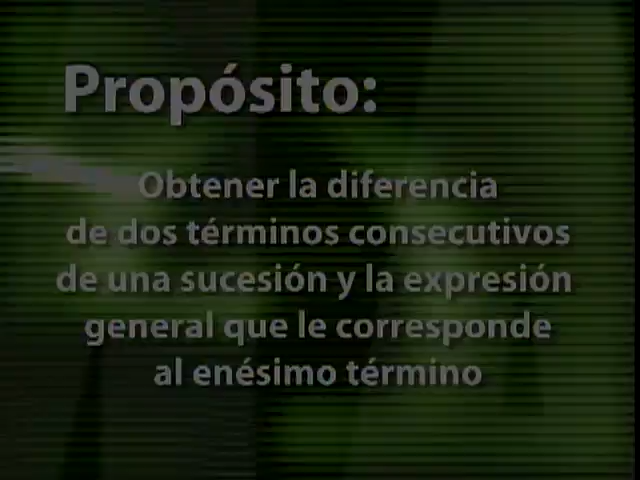 Propósito:
Obtener la diferencia
de dos términos consecutivos
de una sucesión y la expresión
general que le corresponde
al enésimo término